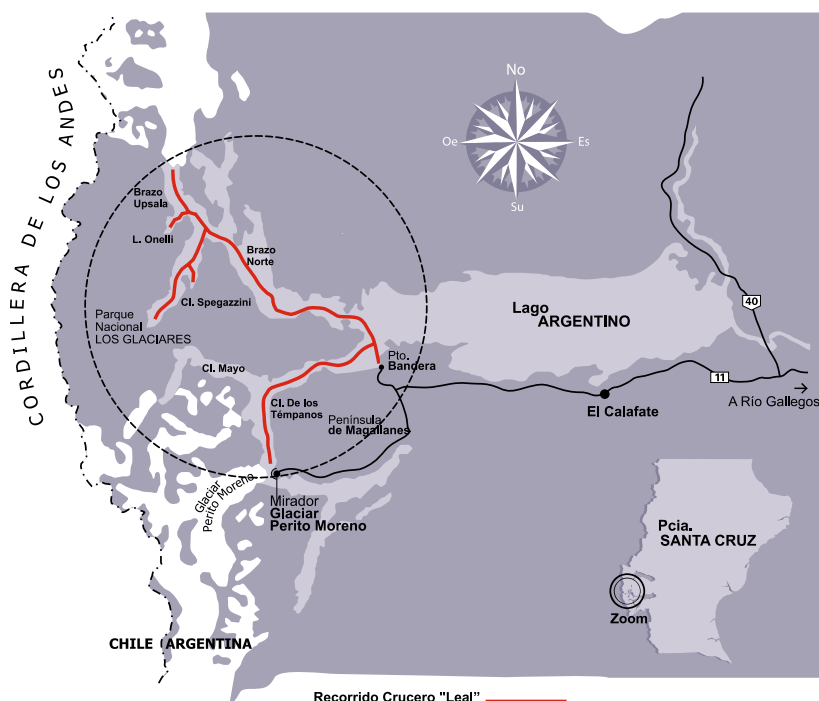 CORDILLERA DE LOS ANDES
No
Oe
Es
Su
Brazo
Upsala
L. Onelli
Brazo
Norte
Cl. Spegazzini
Parque
Nacional
LOS GLACIARES
Lago
ARGENTINO
40
Pto.
Bandera
Cl. Mayo
11
A Río Gallegos
Cl. De los
Témpanos
El Calafate
Península
de Magallanes
Glaciar
Perito Moreno
Mirador
Glaciar
Perito Moreno
Pcia.
SANTA CRUZ
Zoom
CHILE ARGENTINA
Recorrido Crucero "Leal”